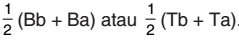 1/2 (Bb + Ba) atau 1/2 (Tb + Ta).